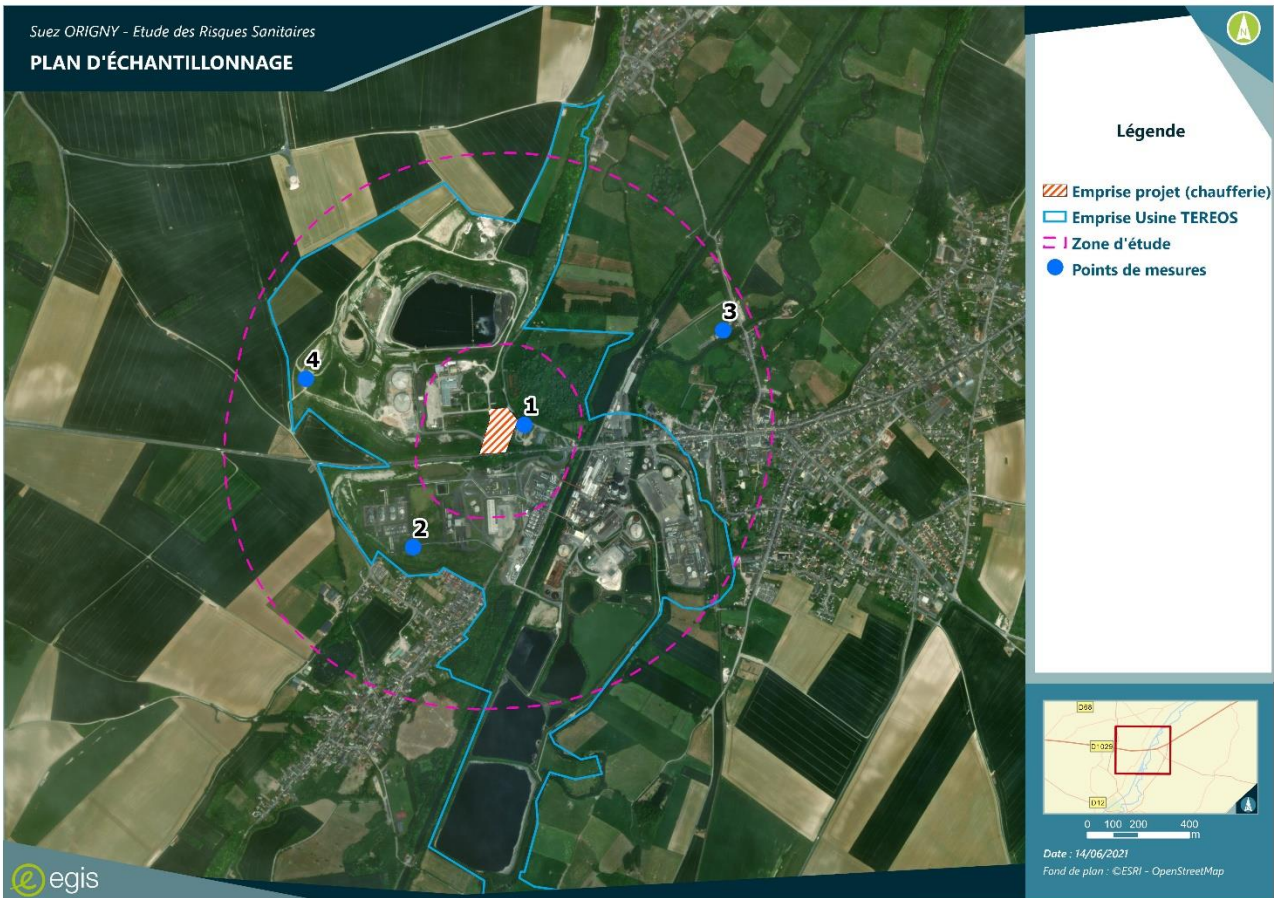 Suez ORIGNY - Etude des Risques Sanitaires
PLAN D'ÉCHANTILLONNAGE
N
Légende
Emprise projet (chaufferie)
Emprise Usine TEREOS
Zone d'étude
Points de mesures
3
4
1
2
D68
D1029
D12
0 100 200 400
m
Date : 14/06/2021
Fond de plan : ©ESRI - OpenStreetMap
egis